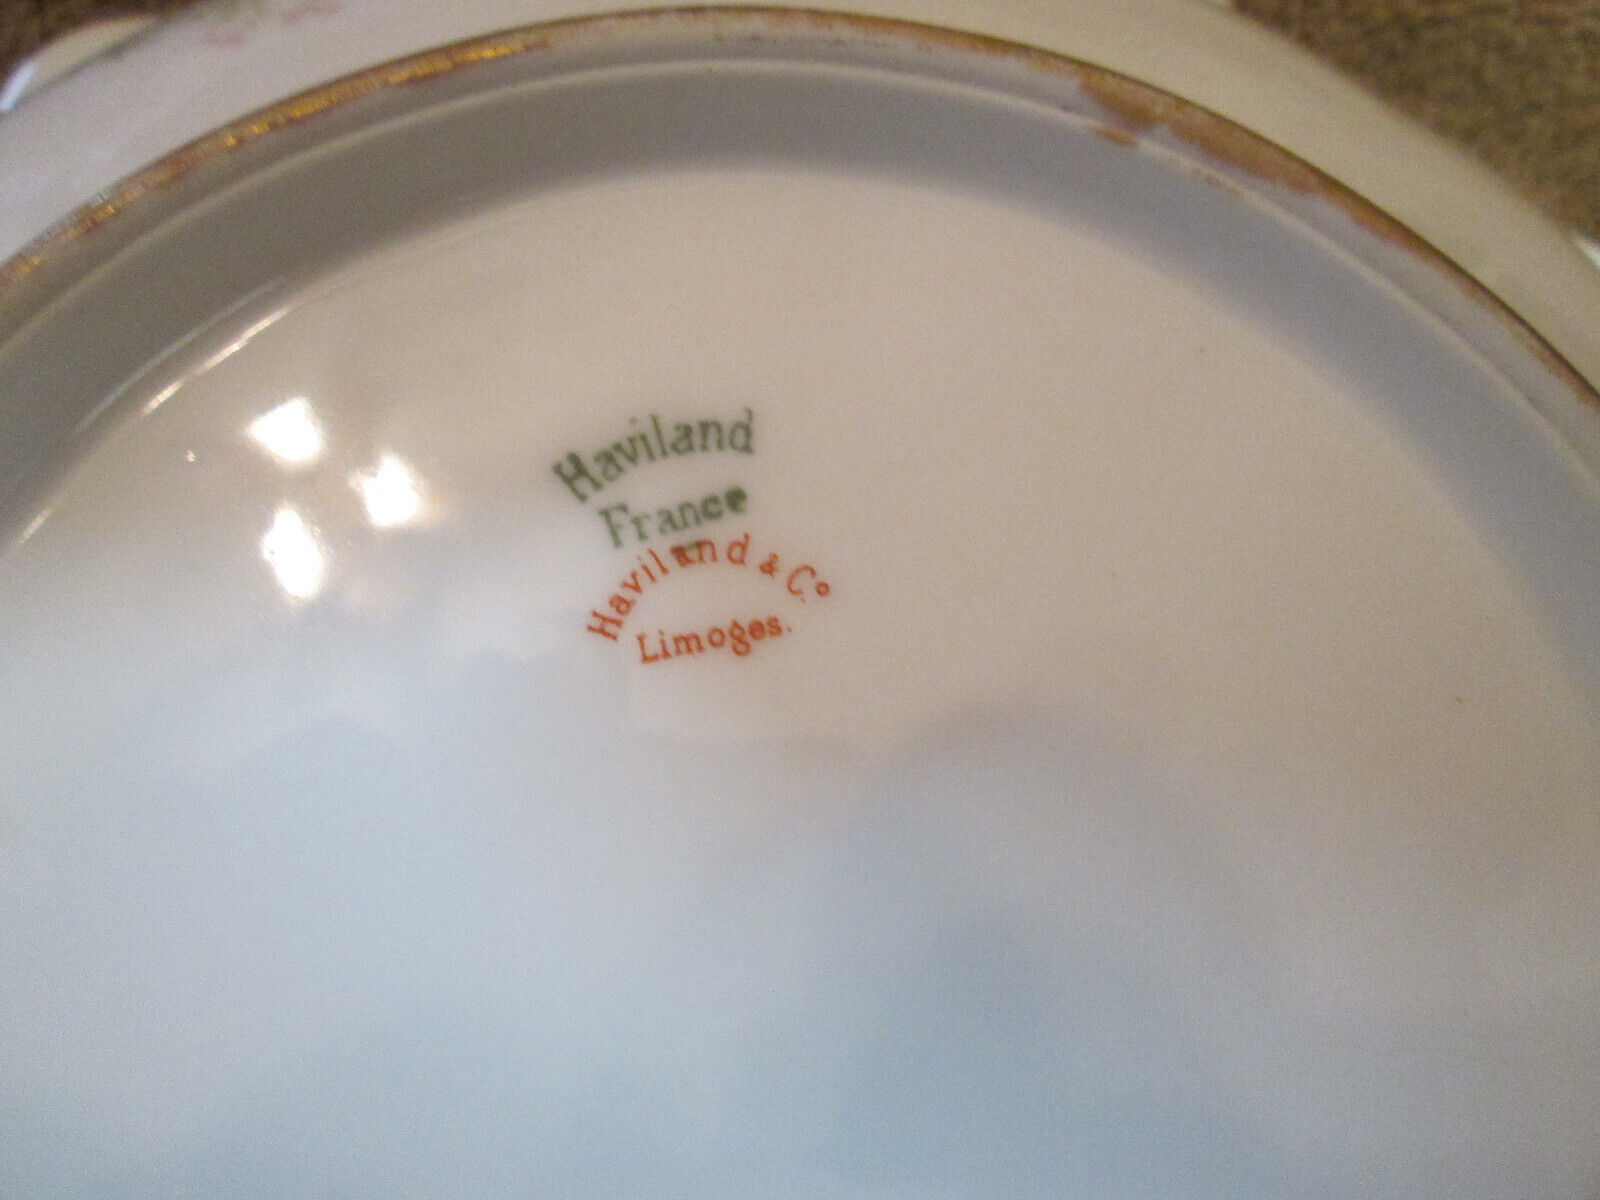 Haviland
France
Haviland & Co
Limoges.